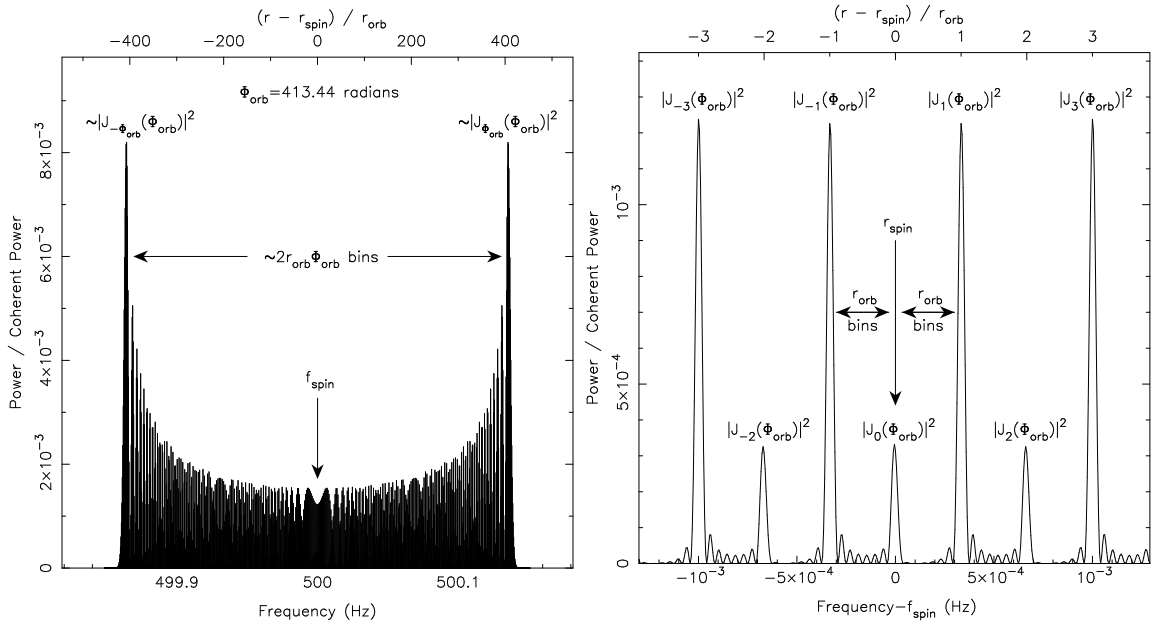 (r − r_spin) / r_orb
−400 −200 0 200 400
Φ_orb=413.44 radians
~|J_−Φ_orb(Φ_orb)|²
~|J_Φ_orb(Φ_orb)|²
~2r_orbΦ_orb bins
f_spin
Power / Coherent Power
0 2×10⁻³ 4×10⁻³ 6×10⁻³ 8×10⁻³
499.9 500 500.1
Frequency (Hz)
(r − r_spin) / r_orb
−3 −2 −1 0 1 2 3
|J_−3(Φ_orb)|²
|J_−1(Φ_orb)|²
|J_1(Φ_orb)|²
|J_3(Φ_orb)|²
r_spin
r_orb
bins
r_orb
bins
|J_−2(Φ_orb)|²
|J_0(Φ_orb)|²
|J_2(Φ_orb)|²
Power / Coherent Power
0 5×10⁻⁴ 10⁻³
−10⁻³ −5×10⁻⁴ 0 5×10⁻⁴ 10⁻³
Frequency−f_spin (Hz)